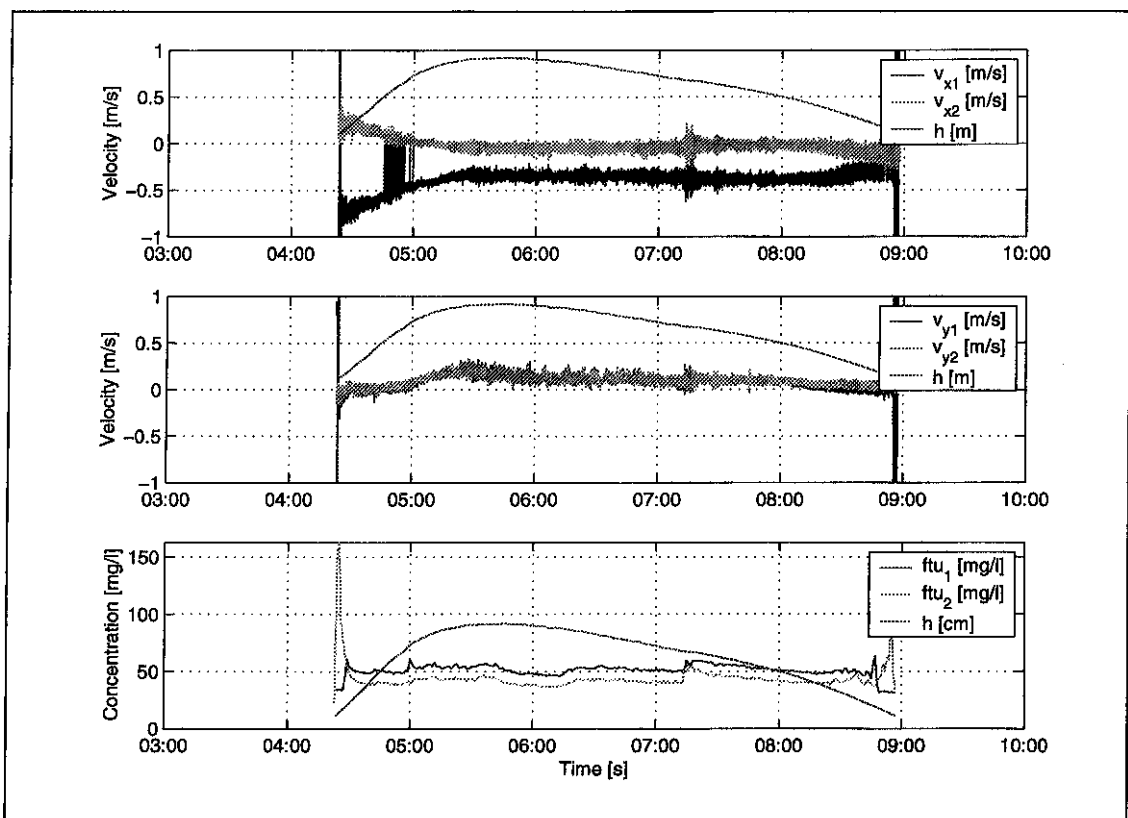 1
0.5
0
−0.5
−1
Velocity [m/s]
v_x1 [m/s]
v_x2 [m/s]
h [m]
03:00 04:00 05:00 06:00 07:00 08:00 09:00 10:00
1
0.5
0
−0.5
−1
Velocity [m/s]
v_y1 [m/s]
v_y2 [m/s]
h [m]
03:00 04:00 05:00 06:00 07:00 08:00 09:00 10:00
150
100
50
0
Concentration [mg/l]
ftu_1 [mg/l]
ftu_2 [mg/l]
h [cm]
03:00 04:00 05:00 06:00 07:00 08:00 09:00 10:00
Time [s]